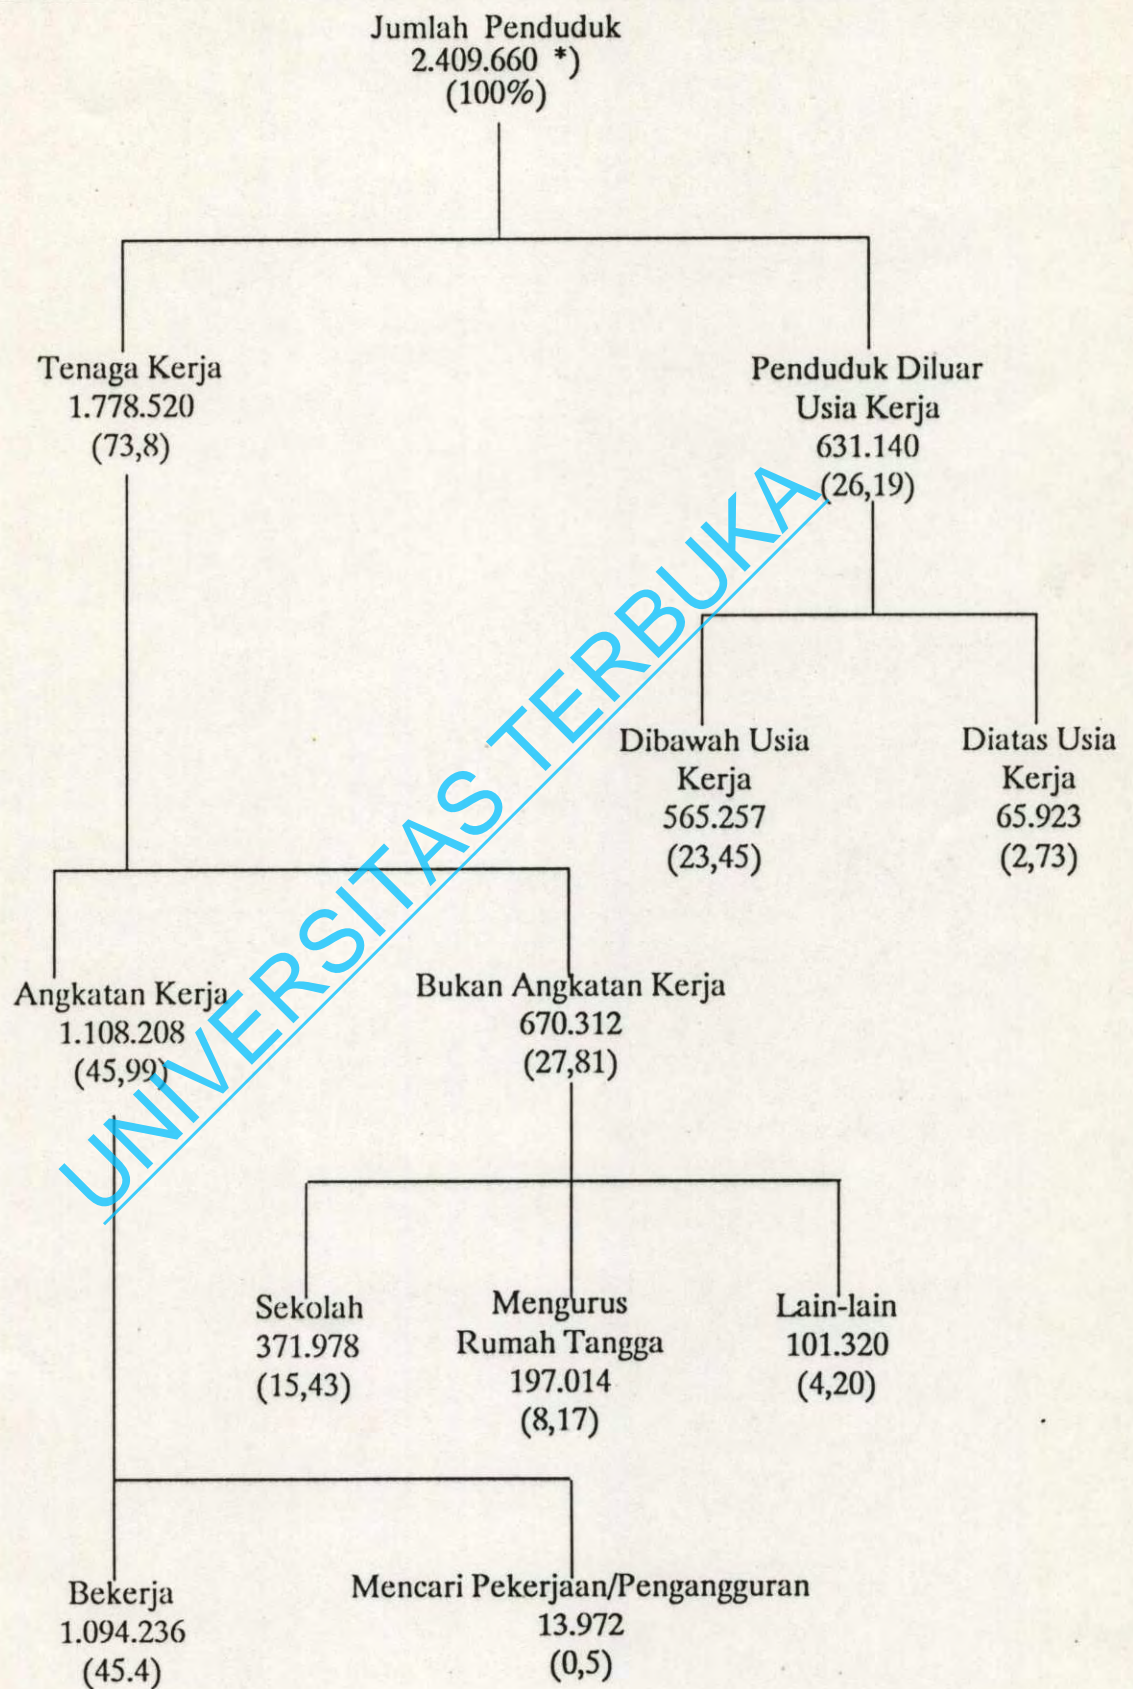 Jumlah Penduduk
2.409.660 *)
(100%)
Tenaga Kerja
1.778.520
(73,8)
Penduduk Diluar
Usia Kerja
631.140
(26,19)
Dibawah Usia
Kerja
565.257
(23,45)
Diatas Usia
Kerja
65.923
(2,73)
Angkatan Kerja
1.108.208
(45,99)
Bukan Angkatan Kerja
670.312
(27,81)
Sekolah
371.978
(15,43)
Mengurus
Rumah Tangga
197.014
(8,17)
Lain-lain
101.320
(4,20)
Bekerja
1.094.236
(45.4)
Mencari Pekerjaan/Pengangguran
13.972
(0,5)
UNIVERSITAS TERBUKA